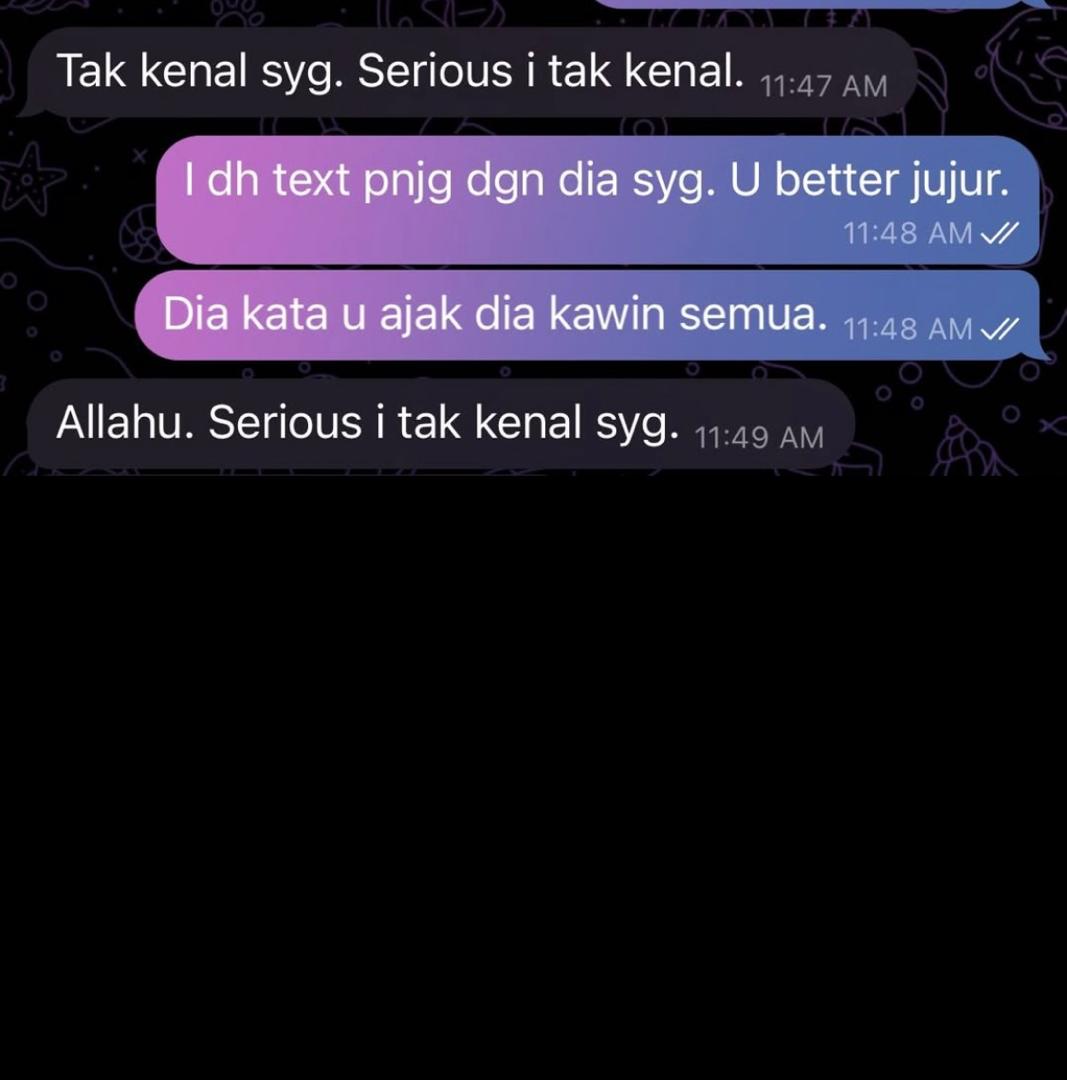 Tak kenal syg. Serious i tak kenal. 11:47 AM
I dh text pnjg dgn dia syg. U better jujur.
11:48 AM
Dia kata u ajak dia kawin semua. 11:48 AM
Allahu. Serious i tak kenal syg. 11:49 AM